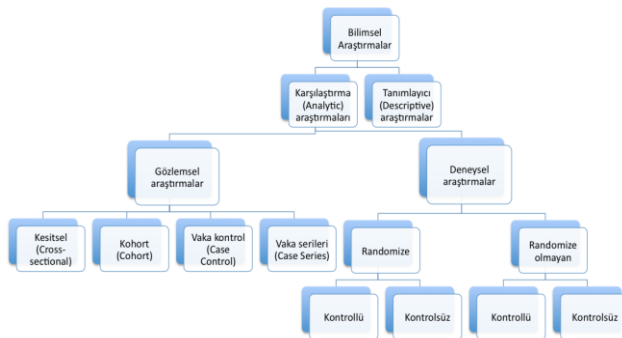 Bilimsel
Araştırmalar
Karşılaştırma
(Analytic)
araştırmaları
Tanımlayıcı
(Descriptive)
araştırmalar
Gözlemsel
araştırmalar
Deneysel
araştırmalar
Kesitsel
(Cross-
sectional)
Kohort
(Cohort)
Vaka kontrol
(Case
Control)
Vaka serileri
(Case Series)
Randomize
Randomize
olmayan
Kontrollü
Kontrolsüz
Kontrollü
Kontrolsüz